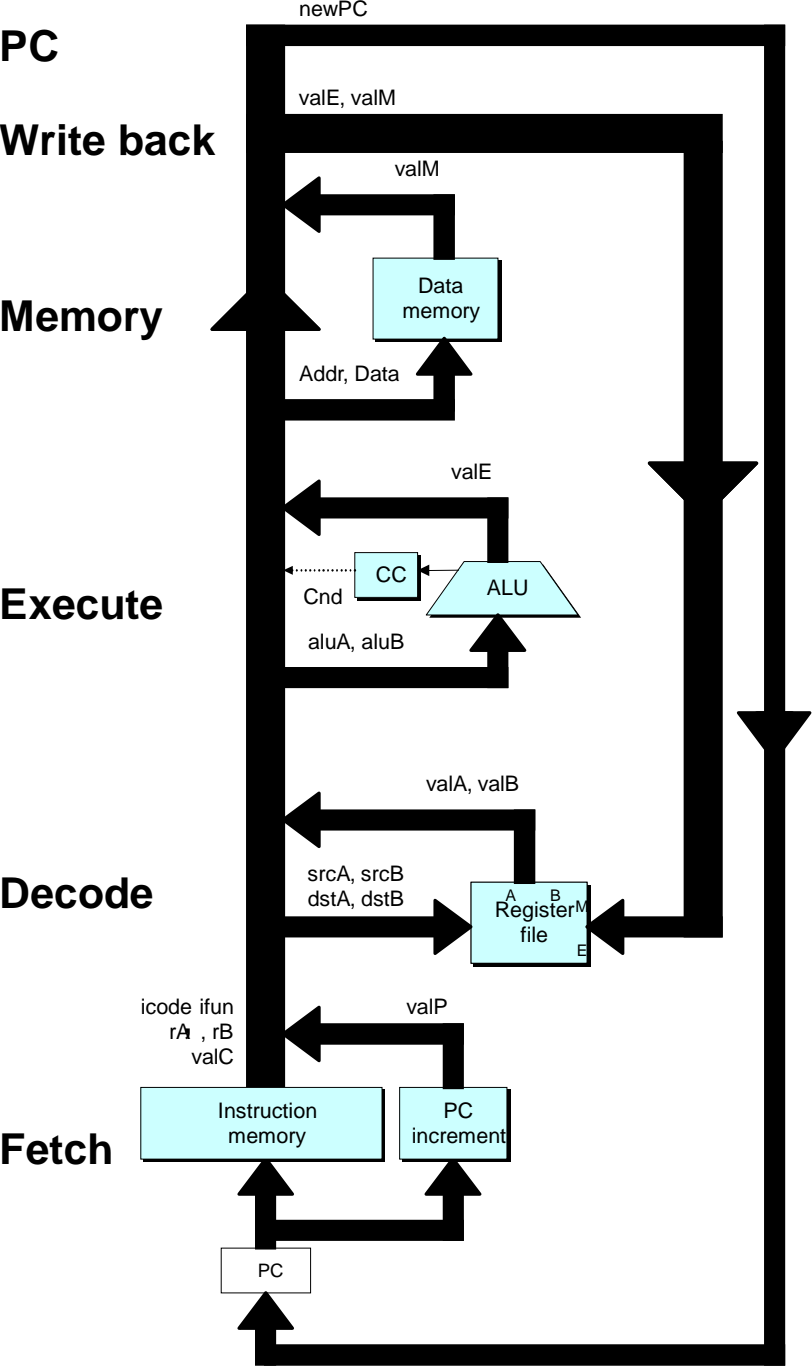 newPC
PC
valE, valM
Write back
valM
Data
memory
Memory
Addr, Data
valE
CC
ALU
Cnd
Execute
aluA, aluB
valA, valB
srcA, srcB
dstA, dstB
Decode
A B
Register M
file
E
icode ifun
valP
, rB
valC
Instruction
memory
PC
increment
Fetch
PC